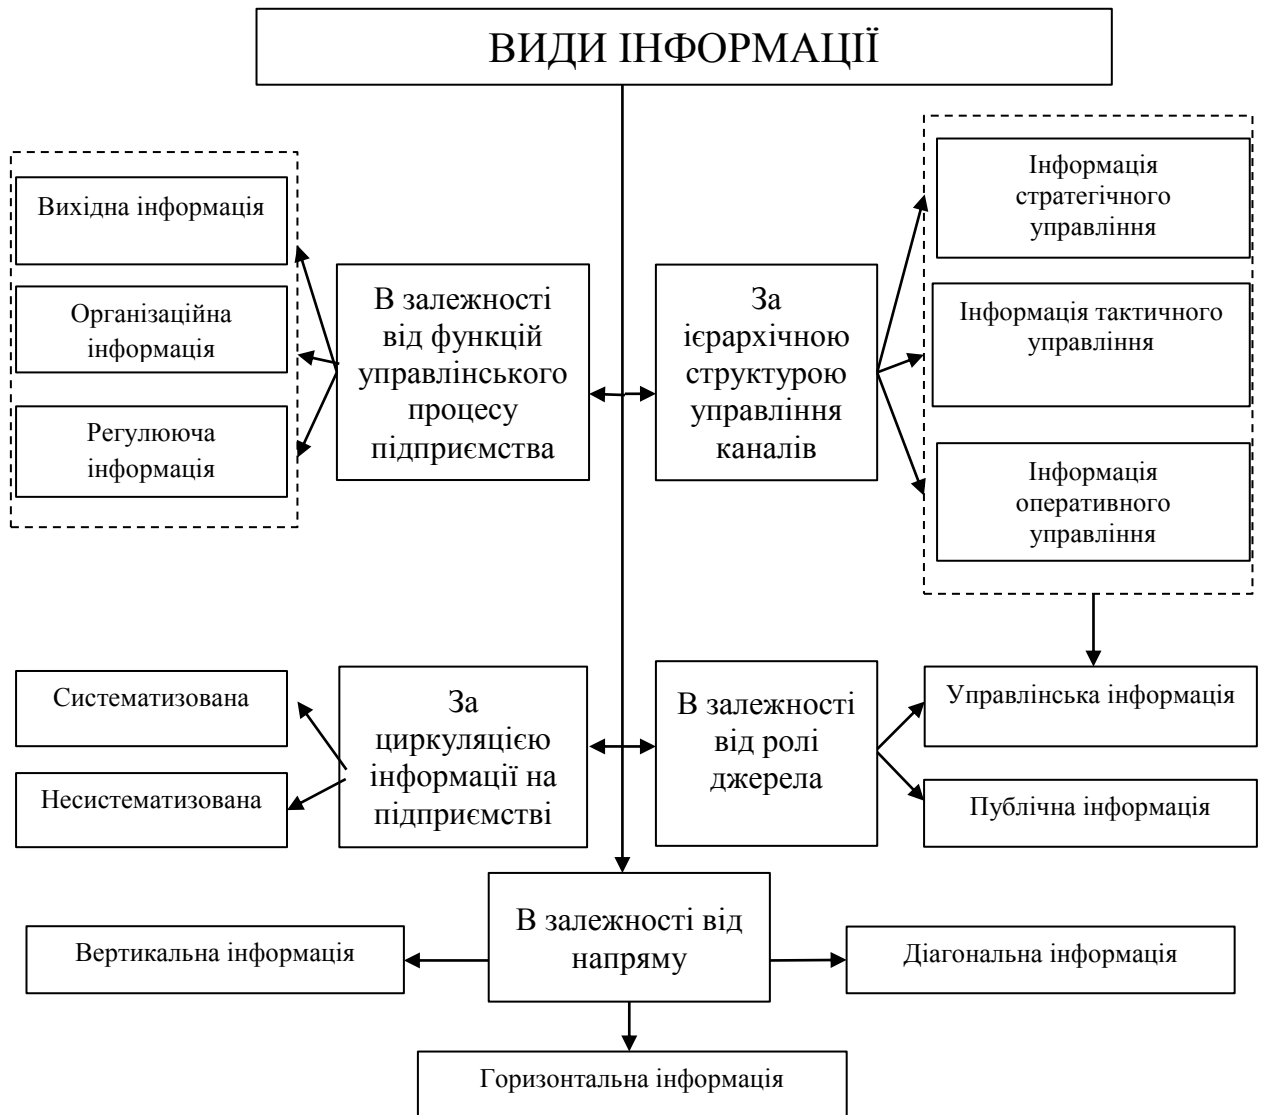 ВИДИ ІНФОРМАЦІЇ
Вихідна інформація
Організаційна
інформація
Регулююча
інформація
В залежності
від функцій
управлінського
процесу
підприємства
За
ієрархічною
структурою
управління
каналів
Інформація
стратегічного
управління
Інформація тактичного
управління
Інформація
оперативного
управління
Систематизована
Несистематизована
За
циркуляцією
інформації на
підприємстві
В залежності
від ролі
джерела
Управлінська інформація
Публічна інформація
В залежності від
напряму
Вертикальна інформація
Діагональна інформація
Горизонтальна інформація